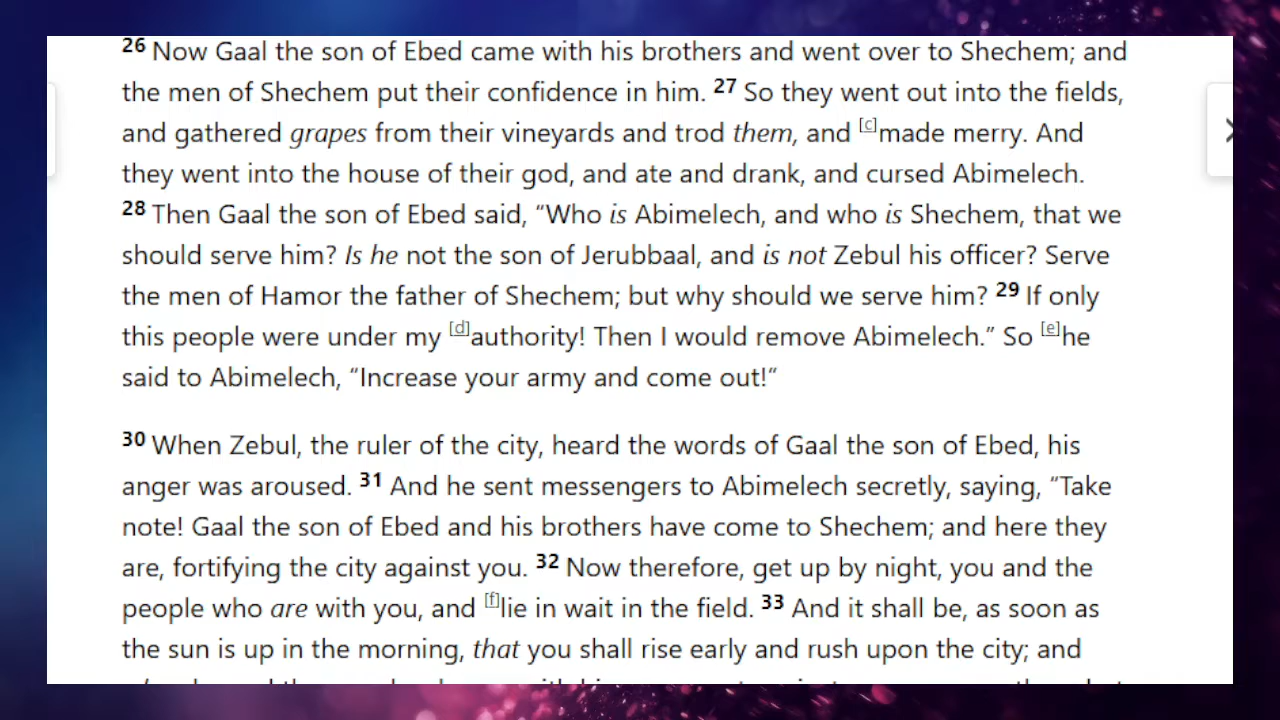 26 Now Gaal the son of Ebed came with his brothers and went over to Shechem; and
the men of Shechem put their confidence in him. 27 So they went out into the fields,
and gathered grapes from their vineyards and trod them, and [c]made merry. And
they went into the house of their god, and ate and drank, and cursed Abimelech.
28 Then Gaal the son of Ebed said, “Who is Abimelech, and who is Shechem, that we
should serve him? Is he not the son of Jerubbaal, and is not Zebul his officer? Serve
the men of Hamor the father of Shechem; but why should we serve him? 29 If only
this people were under my [d]authority! Then I would remove Abimelech.” So [e]he
said to Abimelech, “Increase your army and come out!”
30 When Zebul, the ruler of the city, heard the words of Gaal the son of Ebed, his
anger was aroused. 31 And he sent messengers to Abimelech secretly, saying, “Take
note! Gaal the son of Ebed and his brothers have come to Shechem; and here they
are, fortifying the city against you. 32 Now therefore, get up by night, you and the
people who are with you, and [f]lie in wait in the field. 33 And it shall be, as soon as
the sun is up in the morning, that you shall rise early and rush upon the city; and